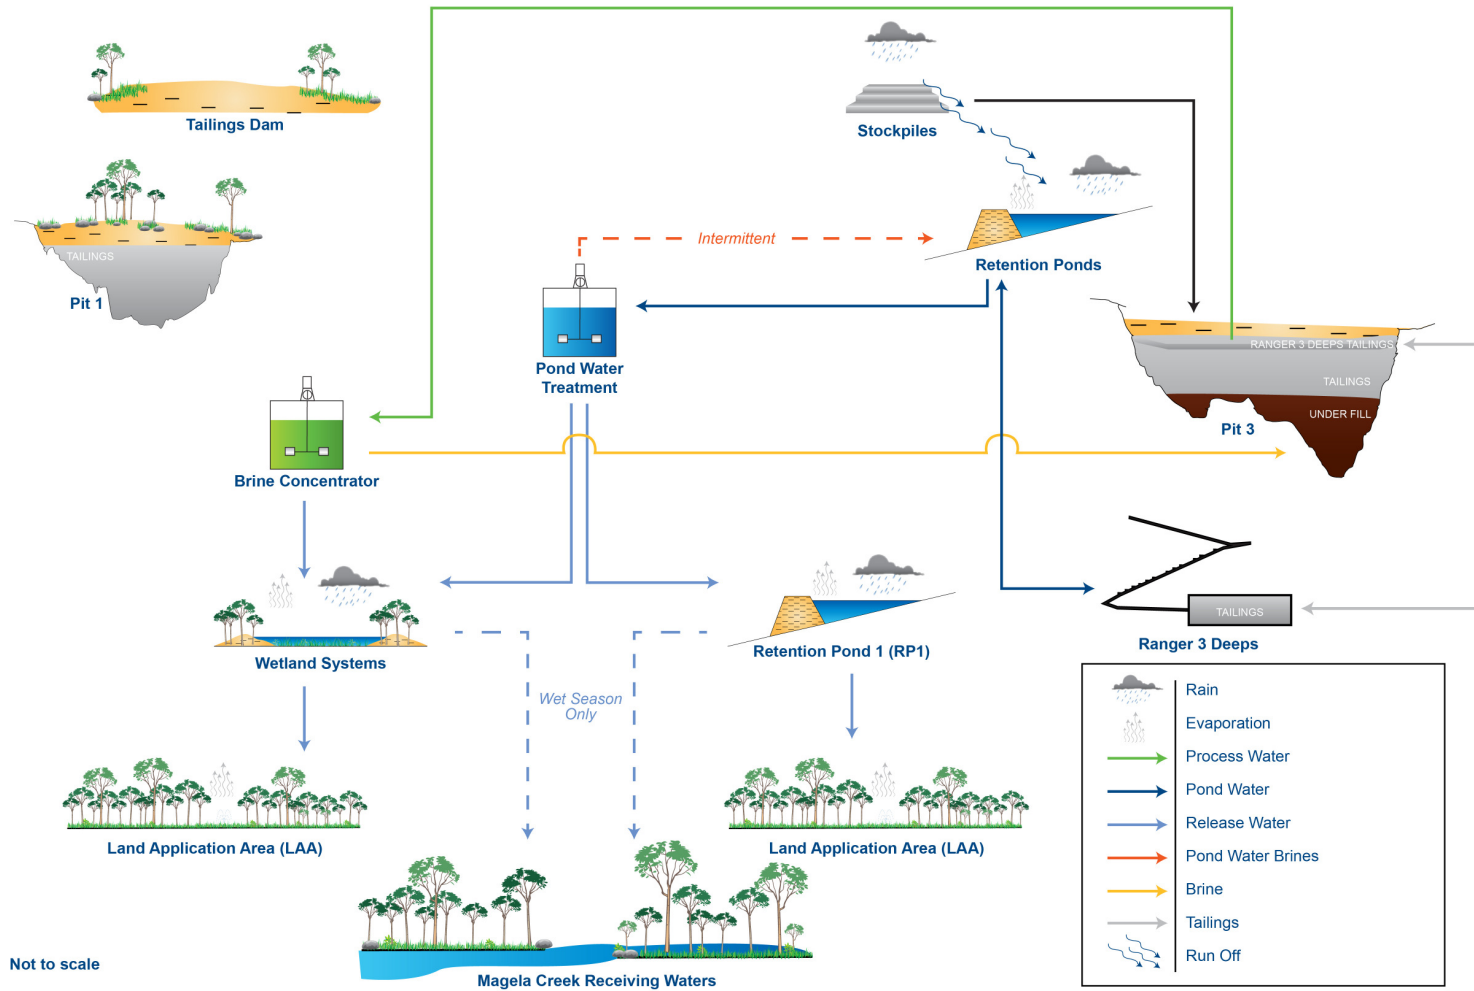 Tailings Dam
Stockpiles
TAILINGS
Pit 1
Intermittent
Retention Ponds
RANGER 3 DEEPS TAILINGS
TAILINGS
UNDER FILL
Pit 3
Pond Water
Treatment
Brine Concentrator
TAILINGS
Ranger 3 Deeps
Wetland Systems
Retention Pond 1 (RP1)
Wet Season
Only
Land Application Area (LAA)
Land Application Area (LAA)
Magela Creek Receiving Waters
Not to scale
Rain
Evaporation
Process Water
Pond Water
Release Water
Pond Water Brines
Brine
Tailings
Run Off